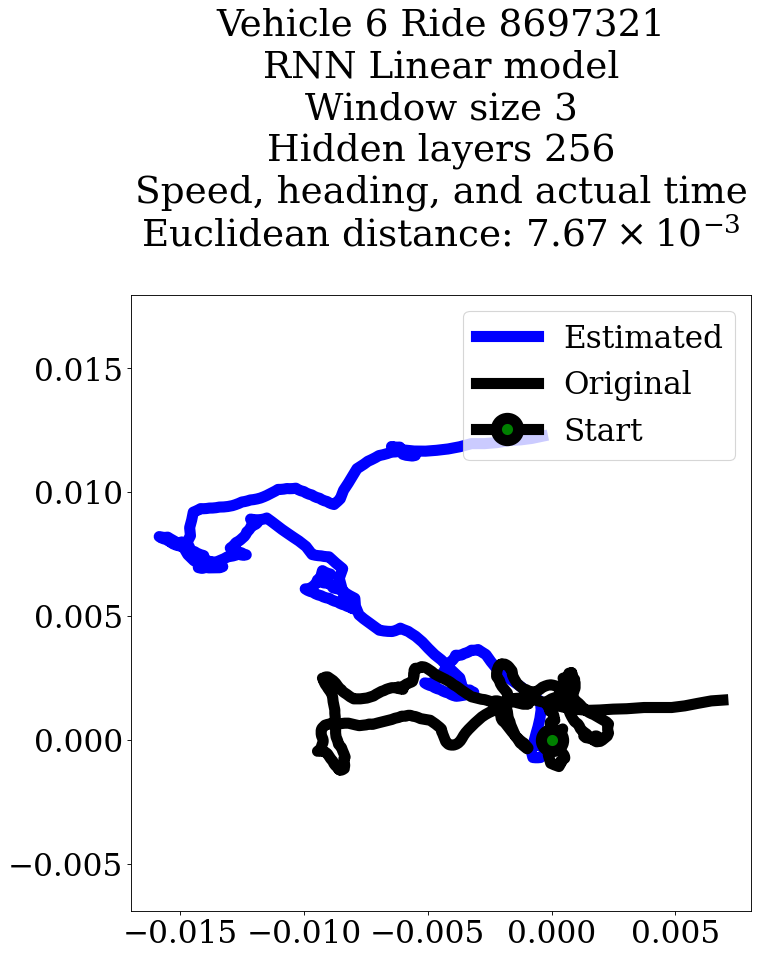 Vehicle 6 Ride 8697321
RNN Linear model
Window size 3
Hidden layers 256
Speed, heading, and actual time
Euclidean distance: 7.67 × 10⁻³
Estimated
Original
Start
0.015
0.010
0.005
0.000
−0.005
−0.015 −0.010 −0.005 0.000 0.005